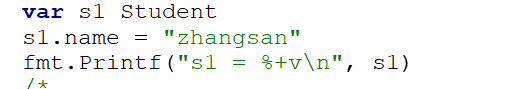 var s1 Student
s1.name = "zhangsan"
fmt.Printf("s1 = %+v\n", s1)
/*